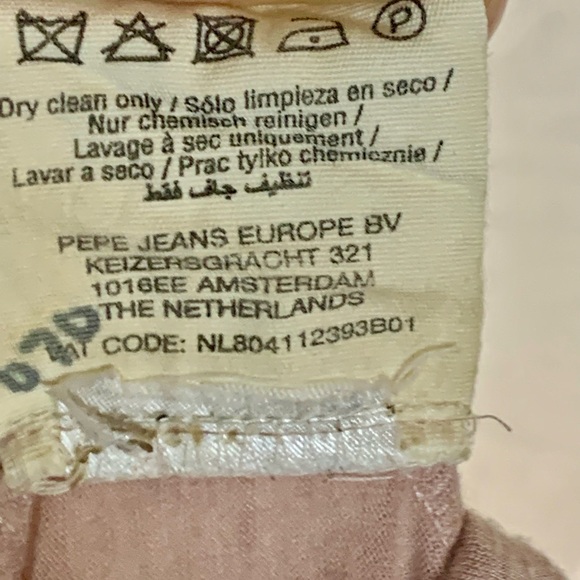 P
Dry clean only / Sólo limpieza en seco /
Nur chemisch reinigen /
Lavage à sec uniquement /
Lavar a seco / Prac tylko chemicznie /
تنظيف جاف فقط
PEPE JEANS EUROPE BV
KEIZERSGRACHT 321
1016EE AMSTERDAM
THE NETHERLANDS
VAT CODE: NL804112393B01